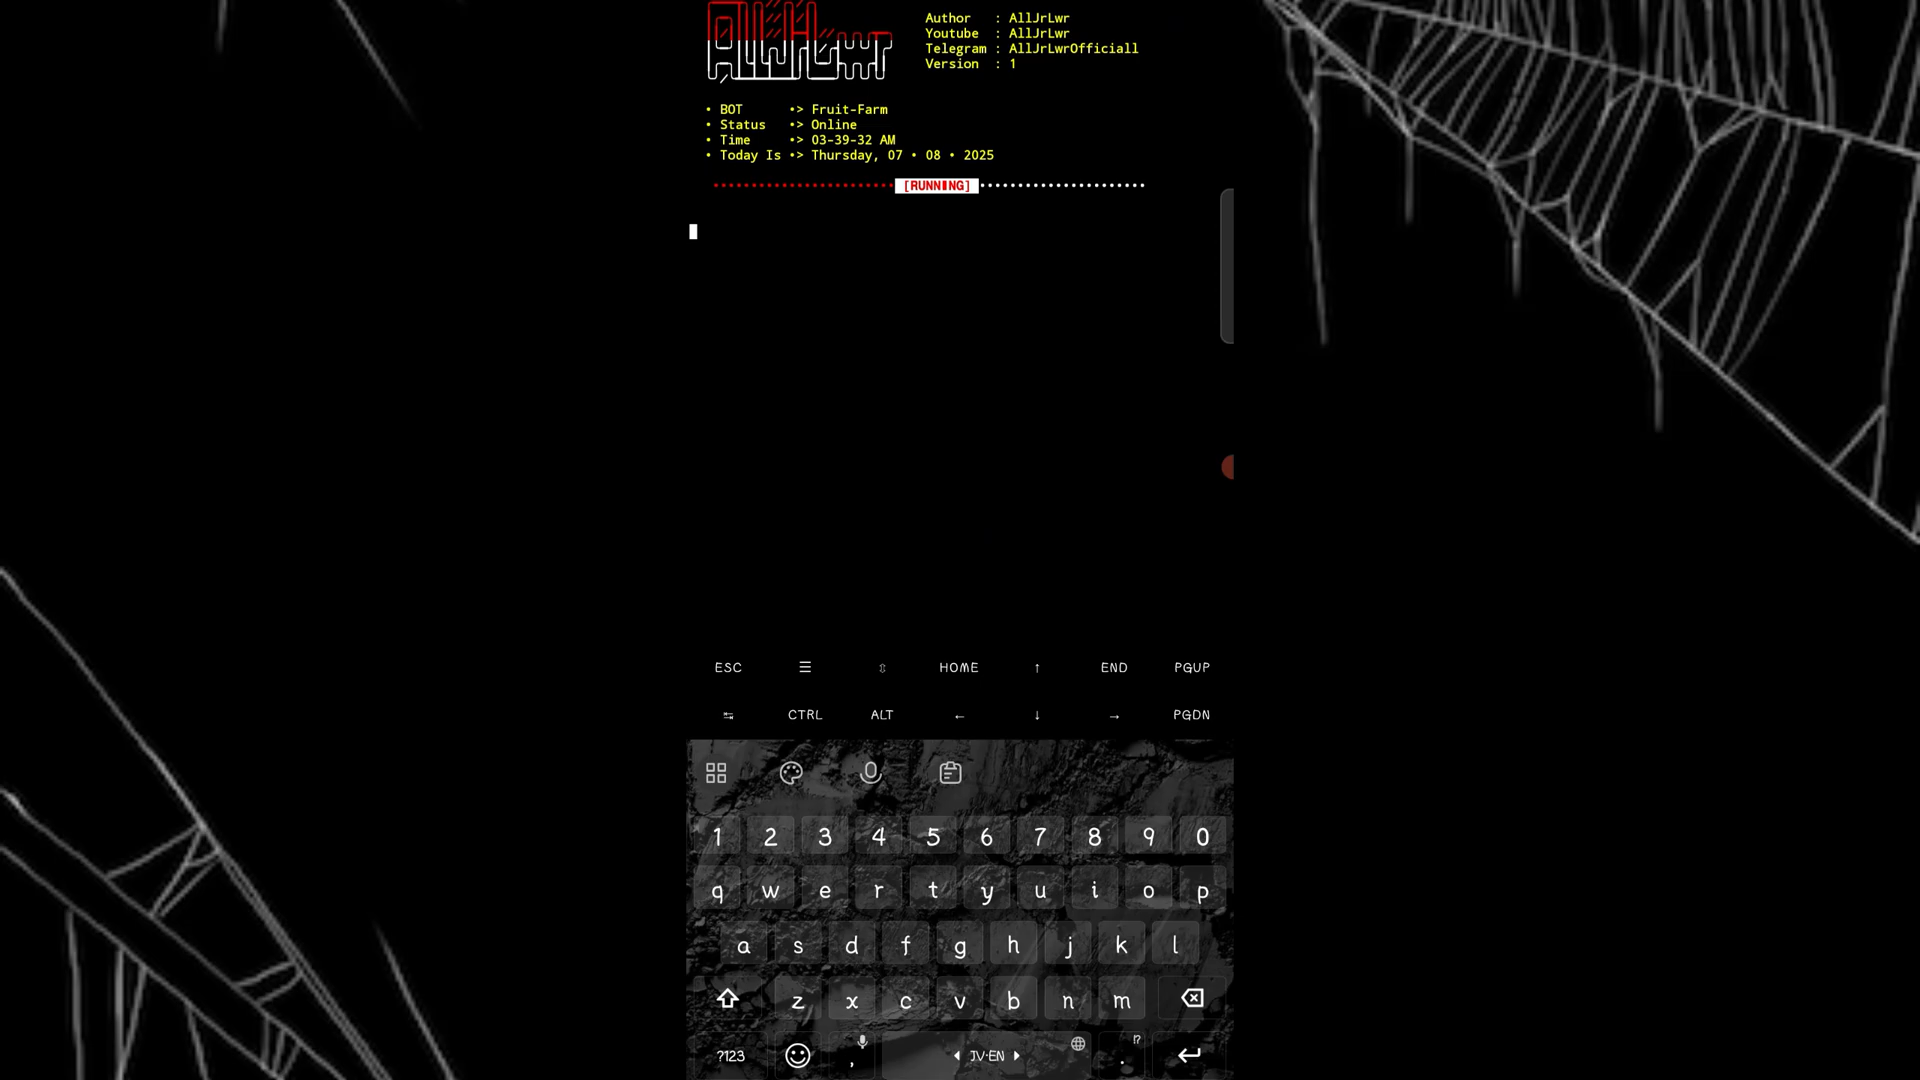 AllJrLwr
Author : AllJrLwr
Youtube : AllJrLwr
Telegram : AllJrLwrOfficiall
Version : 1
• BOT •> Fruit-Farm
• Status •> Online
• Time •> 03-39-32 AM
• Today Is •> Thursday, 07 • 08 • 2025
[RUNNING]
ESC ☰ ⇳ HOME ↑ END PGUP
↹ CTRL ALT ← ↓ → PGDN
1 2 3 4 5 6 7 8 9 0
q w e r t y u i o p
a s d f g h j k l
z x c v b n m
?123 , JV·EN . !?